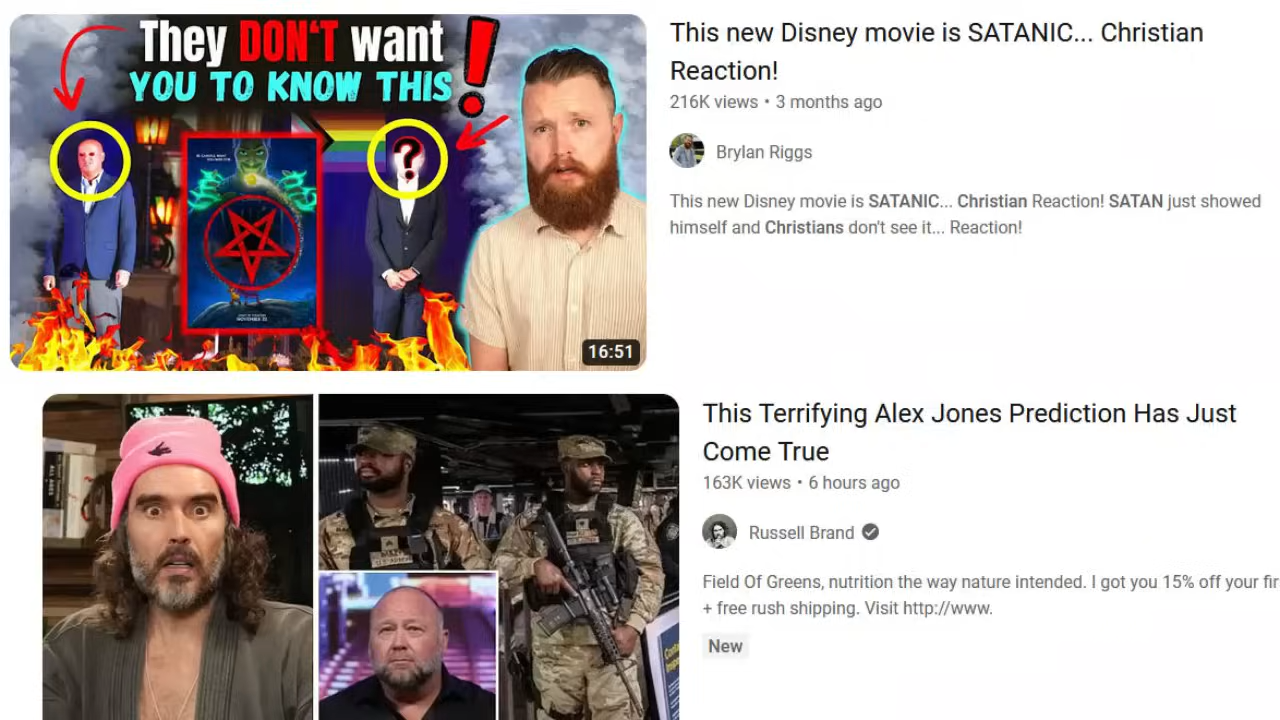 They DON'T want
YOU TO KNOW THIS
!
?
NOVEMBER 22
16:51
This new Disney movie is SATANIC... Christian
Reaction!
216K views • 3 months ago
Brylan Riggs
This new Disney movie is SATANIC... Christian Reaction! SATAN just showed
himself and Christians don't see it... Reaction!
This Terrifying Alex Jones Prediction Has Just
Come True
163K views • 6 hours ago
Russell Brand
Field Of Greens, nutrition the way nature intended. I got you 15% off your fir
+ free rush shipping. Visit http://www.
New